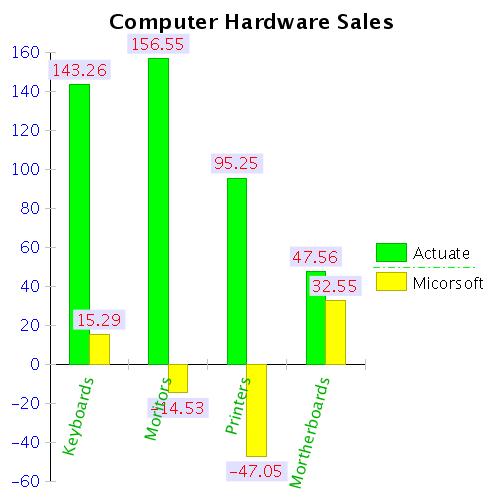 Computer Hardware Sales
160
140
120
100
80
60
40
20
0
-20
-40
-60
143.26
156.55
95.25
47.56
15.29
-14.53
-47.05
32.55
Keyboards
Moritors
Printers
Mortherboards
Actuate
Micorsoft